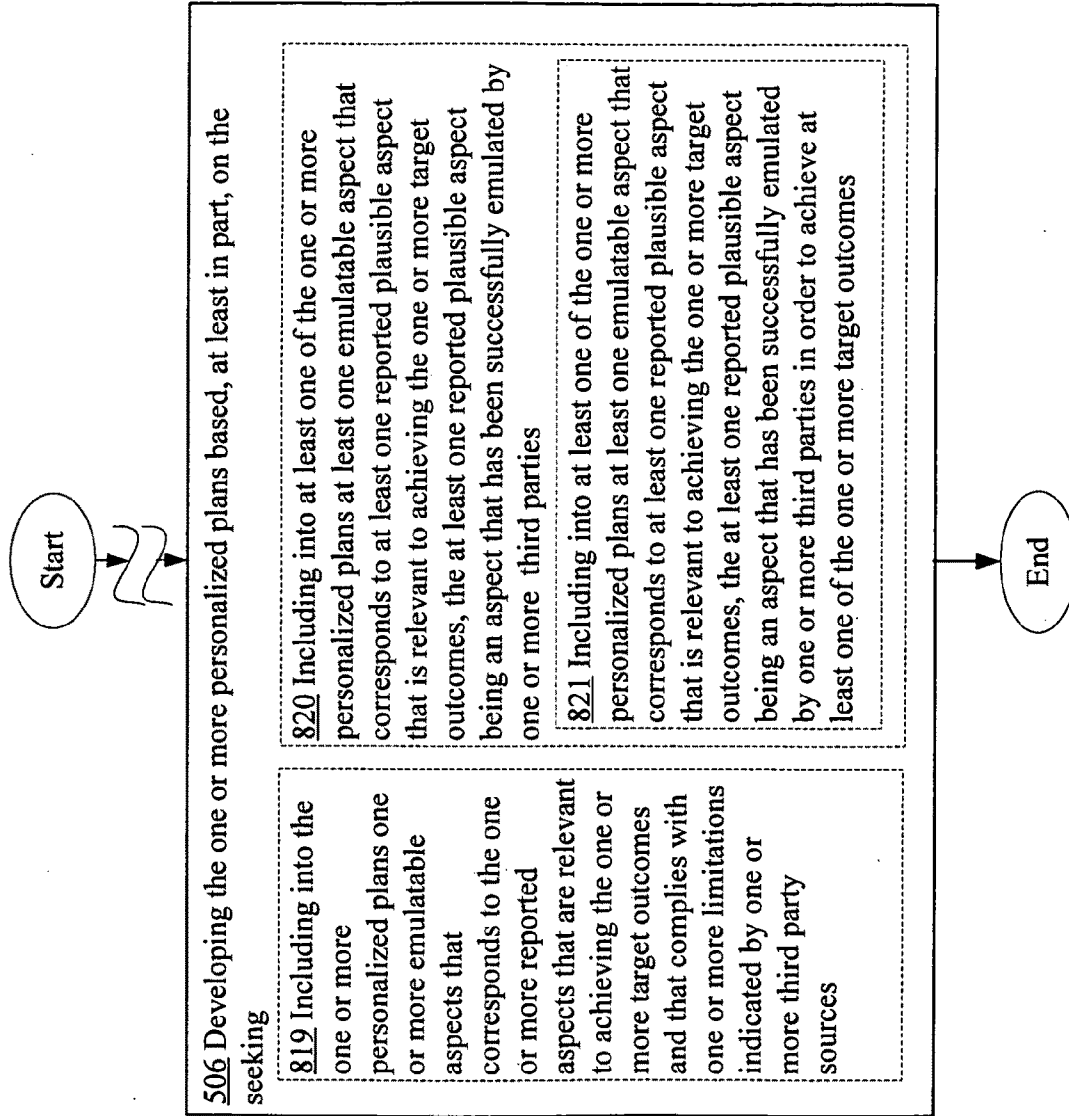 Start
506 Developing the one or more personalized plans based, at least in part, on the
seeking
819 Including into the
one or more
personalized plans one
or more emulatable
aspects that
corresponds to the one
or more reported
aspects that are relevant
to achieving the one or
more target outcomes
and that complies with
one or more limitations
indicated by one or
more third party
sources
820 Including into at least one of the one or more
personalized plans at least one emulatable aspect that
corresponds to at least one reported plausible aspect
that is relevant to achieving the one or more target
outcomes, the at least one reported plausible aspect
being an aspect that has been successfully emulated by
one or more third parties
821 Including into at least one of the one or more
personalized plans at least one emulatable aspect that
corresponds to at least one reported plausible aspect
that is relevant to achieving the one or more target
outcomes, the at least one reported plausible aspect
being an aspect that has been successfully emulated
by one or more third parties in order to achieve at
least one of the one or more target outcomes
End